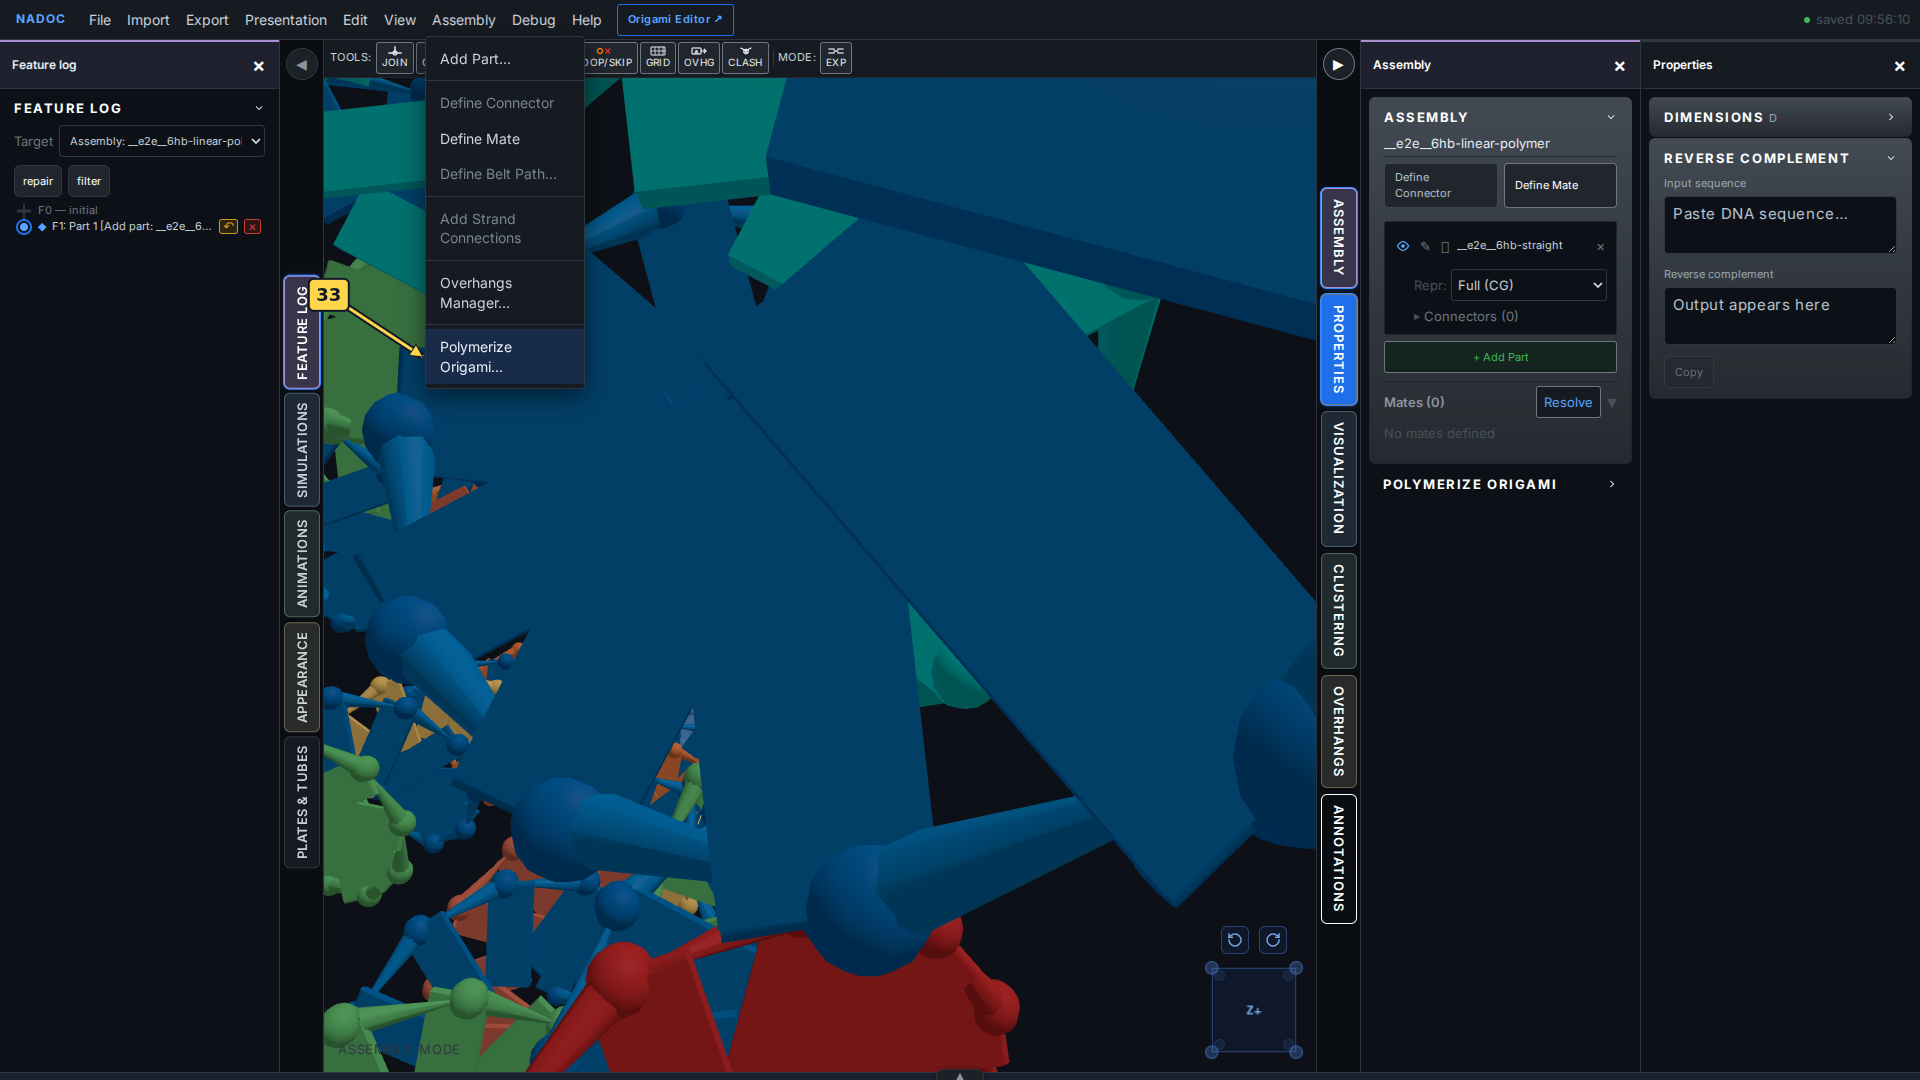 NADOC
File Import Export Presentation Edit View Assembly Debug Help
Origami Editor ↗
saved 09:56:10
Feature log
FEATURE LOG
Target
Assembly: __e2e__6hb-linear-pol
repair
filter
F0 — initial
F1: Part 1 [Add part: __e2e__6...
33
FEATURE LOG
SIMULATIONS
ANIMATIONS
APPEARANCE
PLATES & TUBES
TOOLS:
JOIN
OOP/SKIP
GRID
OVHG
CLASH
MODE:
EXP
Add Part...
Define Connector
Define Mate
Define Belt Path...
Add Strand
Connections
Overhangs
Manager...
Polymerize
Origami...
ASSEMBLY MODE
Z+
ASSEMBLY
PROPERTIES
VISUALIZATION
CLUSTERING
OVERHANGS
ANNOTATIONS
Assembly
ASSEMBLY
__e2e__6hb-linear-polymer
Define
Connector
Define Mate
__e2e__6hb-straight
Repr:
Full (CG)
Connectors (0)
+ Add Part
Mates (0)
Resolve
No mates defined
POLYMERIZE ORIGAMI
Properties
DIMENSIONS D
REVERSE COMPLEMENT
Input sequence
Paste DNA sequence...
Reverse complement
Output appears here
Copy